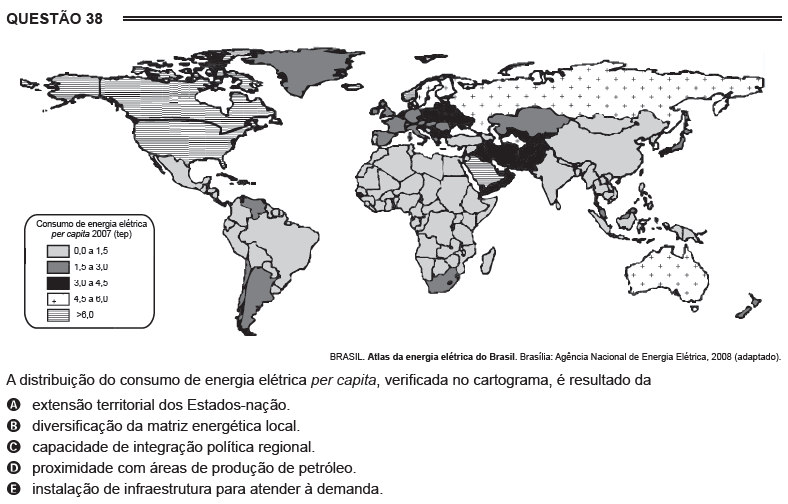 QUESTÃO 38
Consumo de energia elétrica
per capita 2007 (tep)
0,0 a 1,5
1,5 a 3,0
3,0 a 4,5
4,5 a 6,0
>6,0
BRASIL. Atlas da energia elétrica do Brasil. Brasília: Agência Nacional de Energia Elétrica, 2008 (adaptado).
A distribuição do consumo de energia elétrica per capita, verificada no cartograma, é resultado da
A extensão territorial dos Estados-nação.
B diversificação da matriz energética local.
C capacidade de integração política regional.
D proximidade com áreas de produção de petróleo.
E instalação de infraestrutura para atender à demanda.